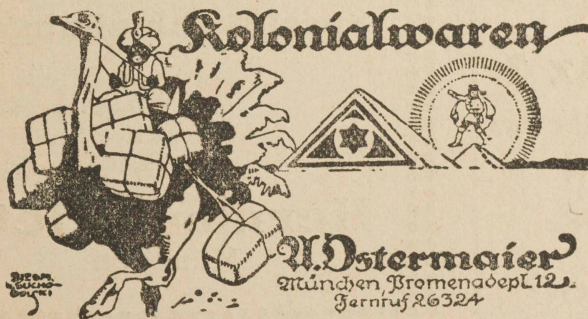 Kolonialwaren
A. Ostermaier
München Promenadepl. 12.
Fernruf 26324